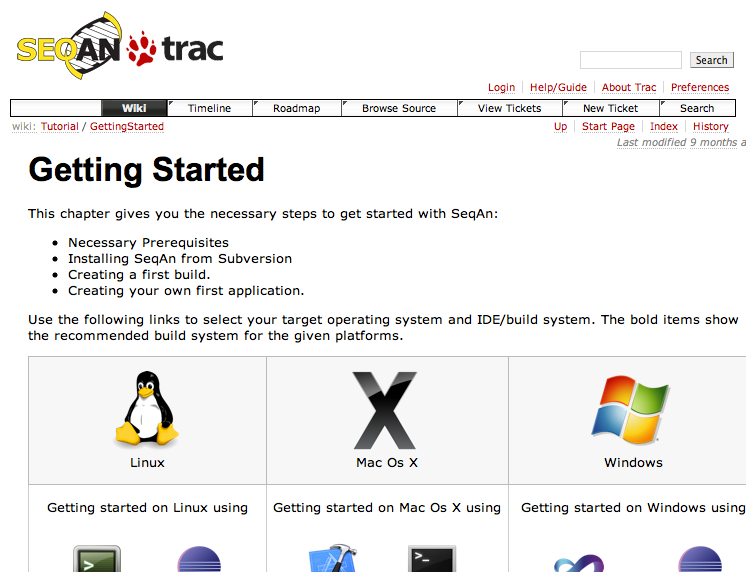 SEQAN trac
Search
Login Help/Guide About Trac Preferences
Wiki Timeline Roadmap Browse Source View Tickets New Ticket Search
wiki: Tutorial / GettingStarted Up Start Page Index History
Last modified 9 months a
Getting Started
This chapter gives you the necessary steps to get started with SeqAn:
• Necessary Prerequisites
• Installing SeqAn from Subversion
• Creating a first build.
• Creating your own first application.
Use the following links to select your target operating system and IDE/build system. The bold items show
the recommended build system for the given platforms.
Linux Mac Os X Windows
Getting started on Linux using Getting started on Mac Os X using Getting started on Windows using